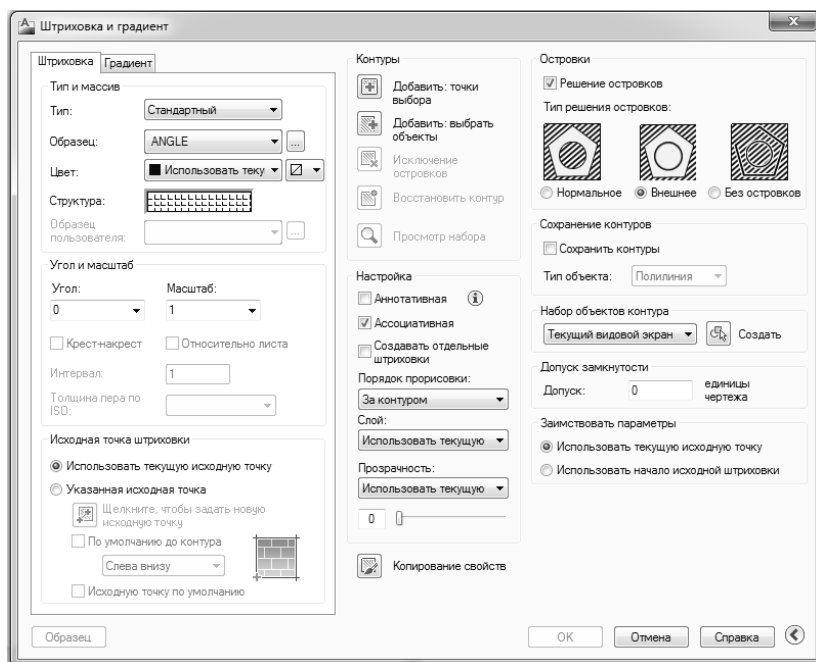 Штриховка и градиент
Штриховка
Градиент
Тип и массив
Тип:
Стандартный
Образец:
ANGLE
...
Цвет:
Использовать теку
Структура:
Образец
пользователя:
...
Угол и масштаб
Угол:
Масштаб:
0
1
Крест-накрест
Относительно листа
Интервал:
1
Толщина пера по
ISO:
Исходная точка штриховки
Использовать текущую исходную точку
Указанная исходная точка
Щелкните, чтобы задать новую
исходную точку
По умолчанию до контура
Слева внизу
Исходную точку по умолчанию
Контуры
Добавить: точки
выбора
Добавить: выбрать
объекты
Исключение
островков
Восстановить контур
Просмотр набора
Настройка
Аннотативная
Ассоциативная
Создавать отдельные
штриховки
Порядок прорисовки:
За контуром
Слой:
Использовать текущую
Прозрачность:
Использовать текущую
0
Копирование свойств
Островки
Решение островков
Тип решения островков:
Нормальное
Внешнее
Без островков
Сохранение контуров
Сохранить контуры
Тип объекта:
Полилиния
Набор объектов контура
Текущий видовой экран
Создать
Допуск замкнутости
Допуск:
0
единицы
чертежа
Заимствовать параметры
Использовать текущую исходную точку
Использовать начало исходной штриховки
Образец
ОК
Отмена
Справка